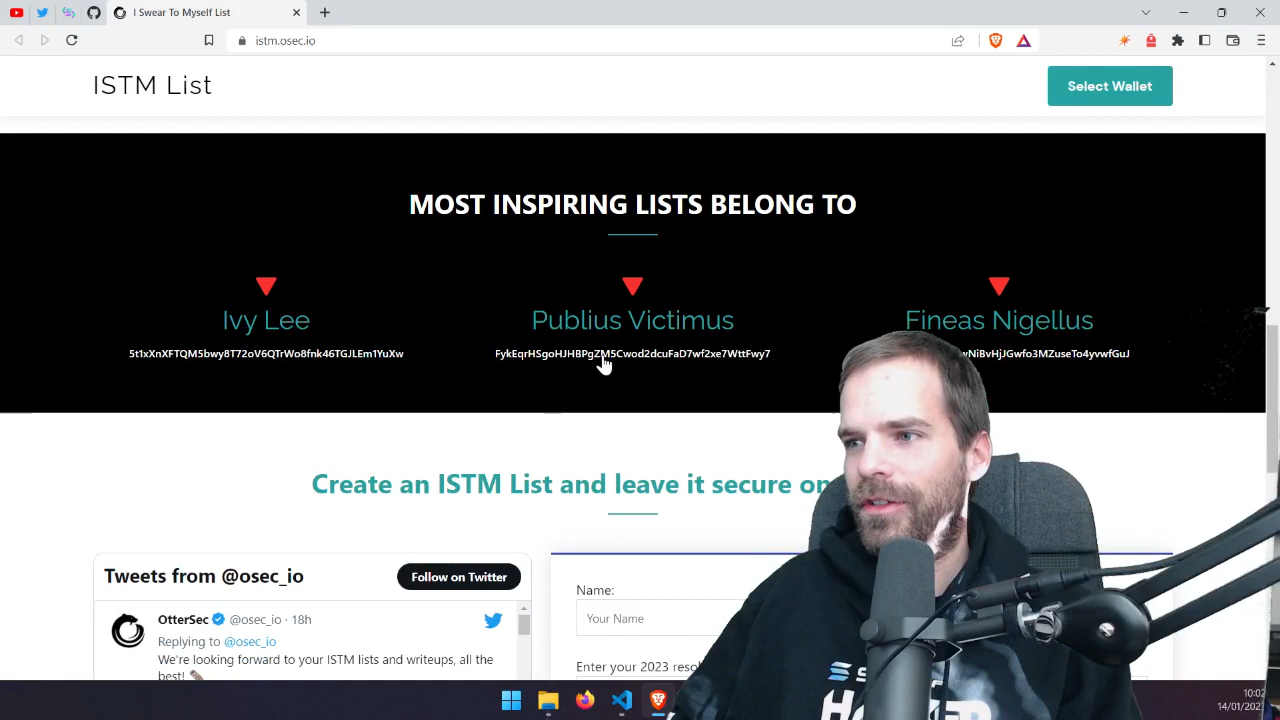 I Swear To Myself List
istm.osec.io
ISTM List
Select Wallet
MOST INSPIRING LISTS BELONG TO
Ivy Lee
Publius Victimus
Fineas Nigellus
5t1xXnXFTQM5bwy8T72oV6QTrWo8fnk46TGJLEm1YuXw
FykEqrHSgoHJHBPgZM5Cwod2dcuFaD7wf2xe7WttFwy7
wNiBvHjJGwfo3MZuseTo4yvwfGuJ
Create an ISTM List and leave it secure on
Tweets from @osec_io
Follow on Twitter
Name:
Your Name
OtterSec @osec_io · 18h
Replying to @osec_io
We're looking forward to your ISTM lists and writeups, all the
best!
Enter your 2023 resol
10:02
14/01/202